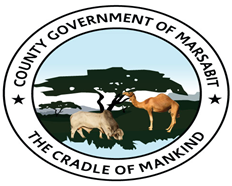 COUNTY GOVERNMENT OF MARSABIT
THE CRADLE OF MANKIND